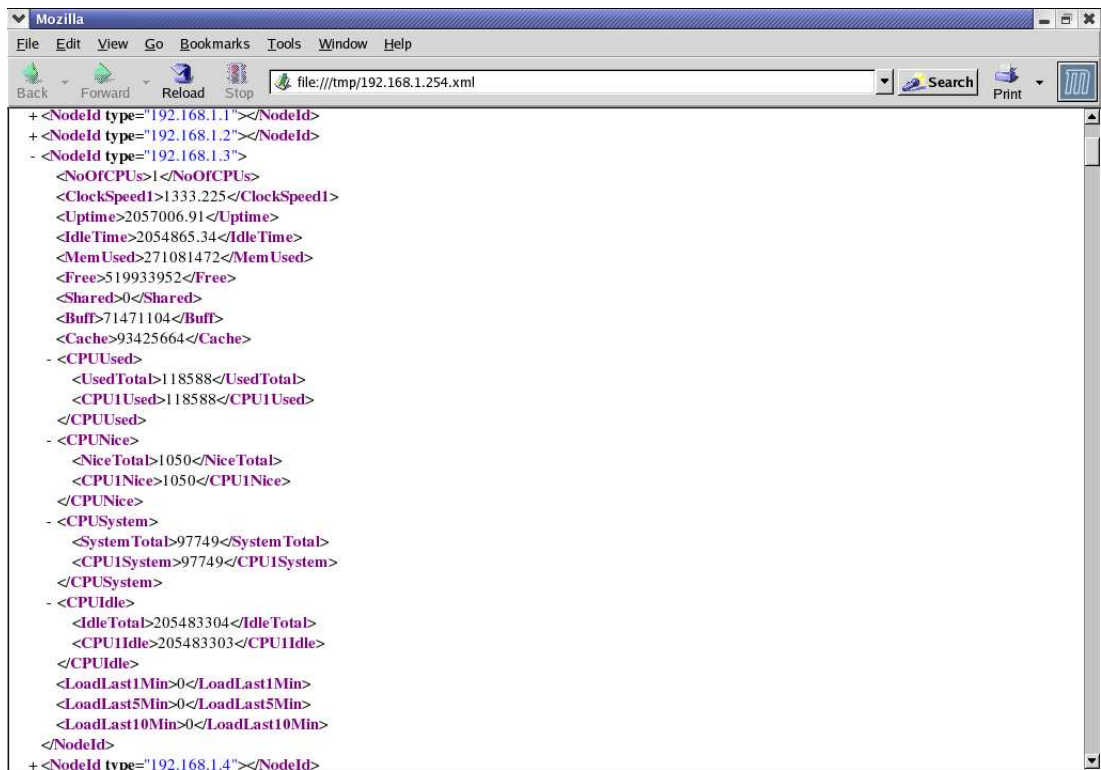 Mozilla
File Edit View Go Bookmarks Tools Window Help
Back Forward Reload Stop file:///tmp/192.168.1.254.xml Search Print
+ <NodeId type="192.168.1.1"></NodeId>
+ <NodeId type="192.168.1.2"></NodeId>
- <NodeId type="192.168.1.3">
<NoOfCPUs>1</NoOfCPUs>
<ClockSpeed1>1333.225</ClockSpeed1>
<Uptime>2057006.91</Uptime>
<IdleTime>2054865.34</IdleTime>
<MemUsed>271081472</MemUsed>
<Free>519933952</Free>
<Shared>0</Shared>
<Buff>71471104</Buff>
<Cache>93425664</Cache>
- <CPUUsed>
<UsedTotal>118588</UsedTotal>
<CPU1Used>118588</CPU1Used>
</CPUUsed>
- <CPUNice>
<NiceTotal>1050</NiceTotal>
<CPU1Nice>1050</CPU1Nice>
</CPUNice>
- <CPUSystem>
<SystemTotal>97749</SystemTotal>
<CPU1System>97749</CPU1System>
</CPUSystem>
- <CPUIdle>
<IdleTotal>205483304</IdleTotal>
<CPU1Idle>205483303</CPU1Idle>
</CPUIdle>
<LoadLast1Min>0</LoadLast1Min>
<LoadLast5Min>0</LoadLast5Min>
<LoadLast10Min>0</LoadLast10Min>
</NodeId>
+ <NodeId type="192.168.1.4"></NodeId>